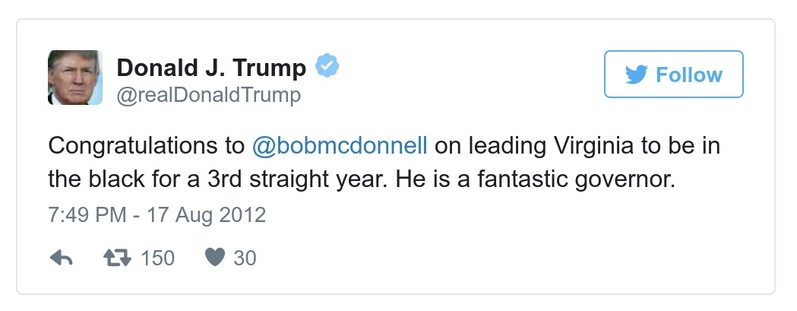 Donald J. Trump
@realDonaldTrump
Follow
Congratulations to @bobmcdonnell on leading Virginia to be in
the black for a 3rd straight year. He is a fantastic governor.
7:49 PM - 17 Aug 2012
150 30